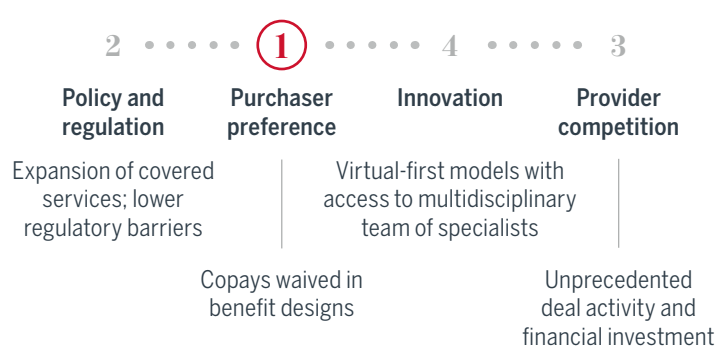 2 1 4 3
Policy and
regulation
Purchaser
preference
Innovation
Provider
competition
Expansion of covered
services; lower
regulatory barriers
Copays waived in
benefit designs
Virtual-first models with
access to multidisciplinary
team of specialists
Unprecedented
deal activity and
financial investment